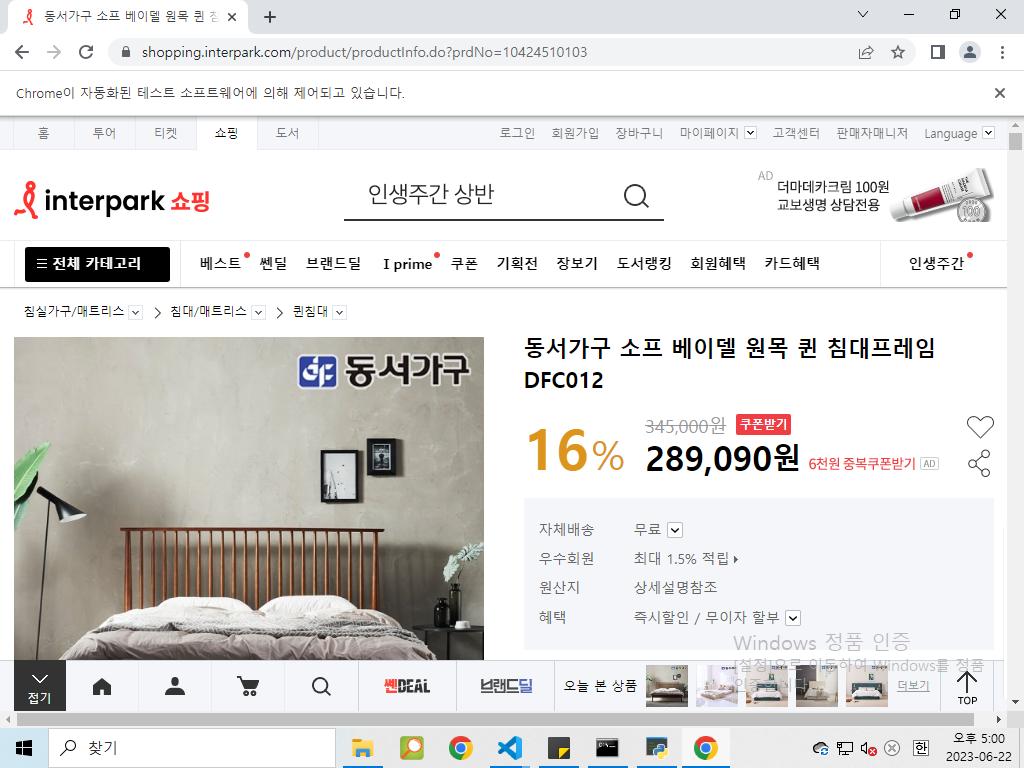 동서가구 소프 베이델 원목 퀸 침
shopping.interpark.com/product/productInfo.do?prdNo=10424510103
Chrome이 자동화된 테스트 소프트웨어에 의해 제어되고 있습니다.
홈 투어 티켓 쇼핑 도서 로그인 회원가입 장바구니 마이페이지 고객센터 판매자매니저 Language
interpark 쇼핑
인생주간 상반
AD
더마데카크림 100원
교보생명 상담전용
100
전체 카테고리 베스트 쎈딜 브랜드딜 I prime 쿠폰 기획전 장보기 도서랭킹 회원혜택 카드혜택 인생주간
침실가구/매트리스 > 침대/매트리스 > 퀸침대
동서가구
동서가구 소프 베이델 원목 퀸 침대프레임
DFC012
16%
345,000원 쿠폰받기
289,090원 6천원 중복쿠폰받기 AD
자체배송 무료
우수회원 최대 1.5% 적립
원산지 상세설명참조
혜택 즉시할인 / 무이자 할부
Windows 정품 인증
[설정]으로 이동하여 Windows를 정품
접기
쎈DEAL
브랜드딜
오늘 본 상품
더보기
TOP
찾기
한
오후 5:00
2023-06-22